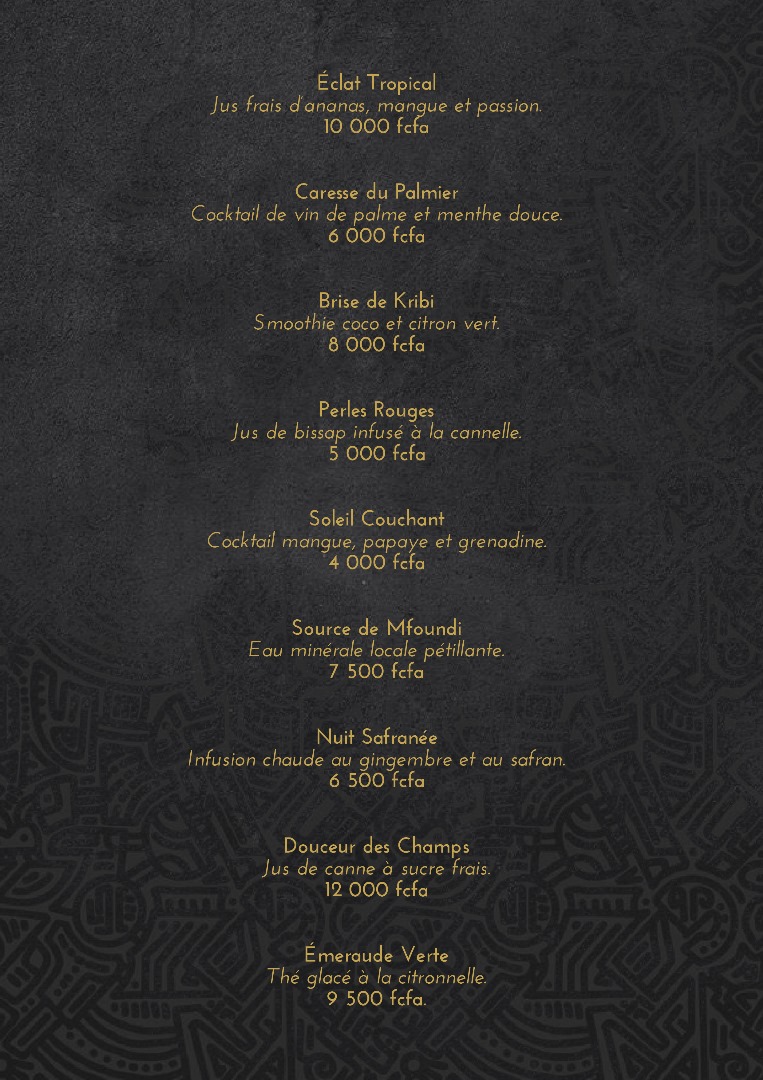 Éclat Tropical
Jus frais d'ananas, mangue et passion.
10 000 fcfa
Caresse du Palmier
Cocktail de vin de palme et menthe douce.
6 000 fcfa
Brise de Kribi
Smoothie coco et citron vert.
8 000 fcfa
Perles Rouges
Jus de bissap infusé à la cannelle.
5 000 fcfa
Soleil Couchant
Cocktail mangue, papaye et grenadine.
4 000 fcfa
Source de Mfoundi
Eau minérale locale pétillante.
7 500 fcfa
Nuit Safranée
Infusion chaude au gingembre et au safran.
6 500 fcfa
Douceur des Champs
Jus de canne à sucre frais.
12 000 fcfa
Émeraude Verte
Thé glacé à la citronnelle.
9 500 fcfa.